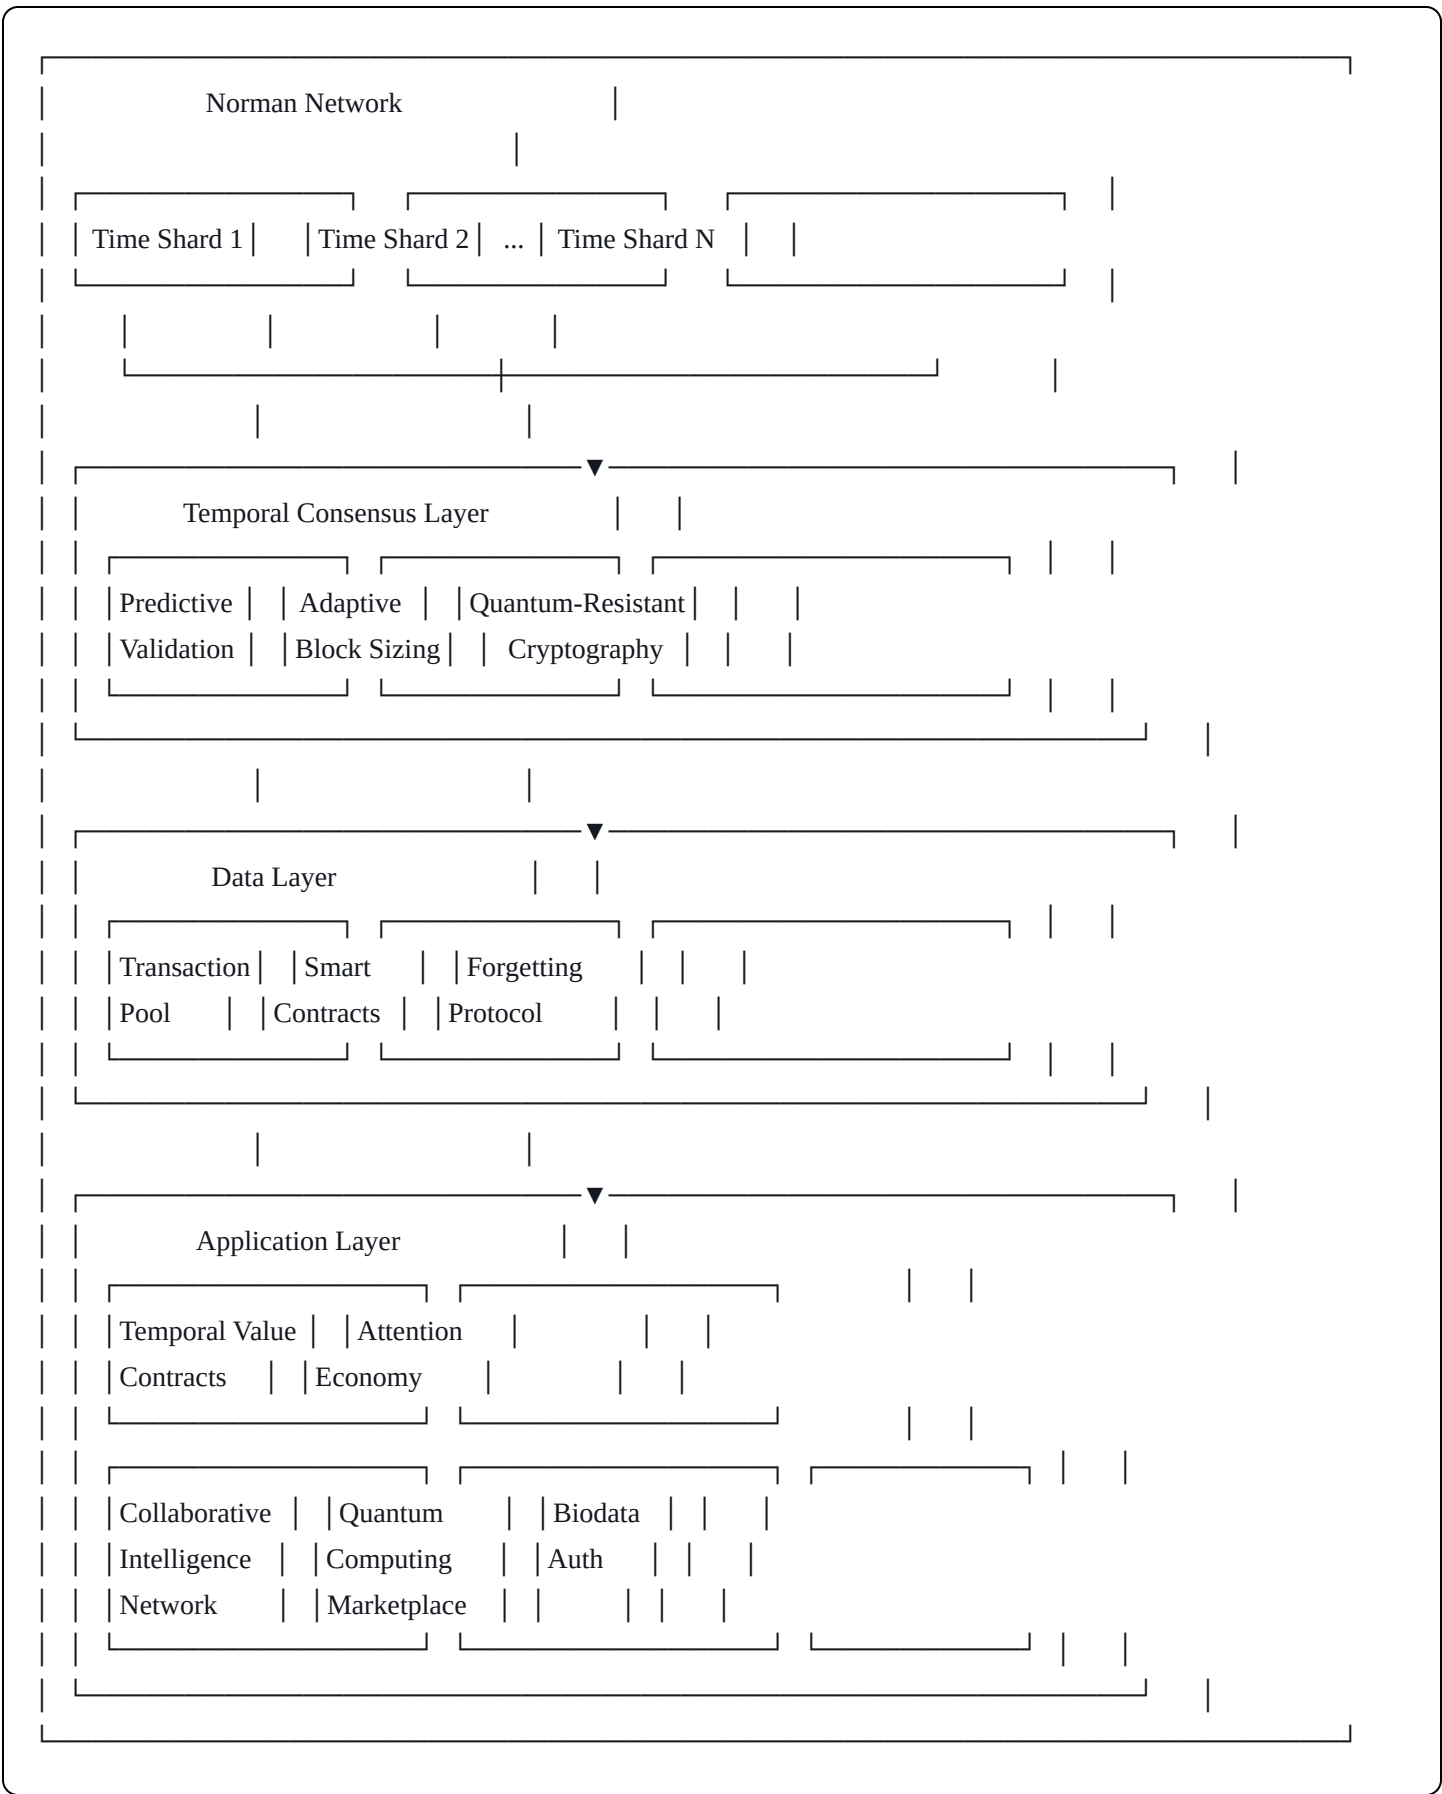 Norman Network
Time Shard 1 Time Shard 2 ... Time Shard N
Temporal Consensus Layer
Predictive Adaptive Quantum-Resistant
Validation Block Sizing Cryptography
Data Layer
Transaction Smart Forgetting
Pool Contracts Protocol
Application Layer
Temporal Value Attention
Contracts Economy
Collaborative Quantum Biodata
Intelligence Computing Auth
Network Marketplace